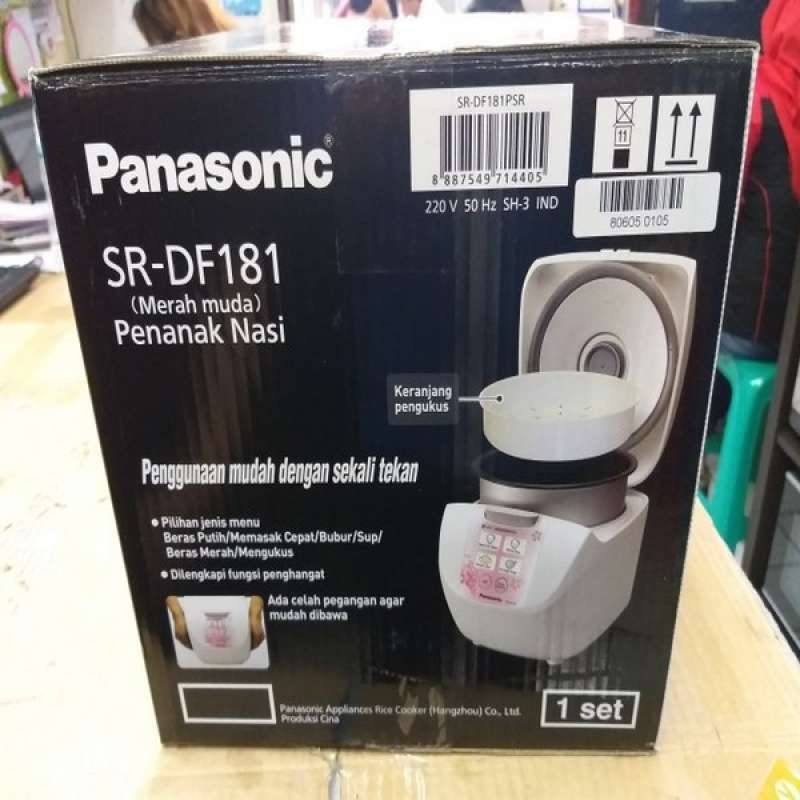 Panasonic®
SR-DF181
(Merah muda)
Penanak Nasi
SR-DF181PSR
8 887549 714405
220 V 50 Hz SH-3 IND
11
80605 0105
Keranjang
pengukus
Penggunaan mudah dengan sekali tekan
• Pilihan jenis menu
Beras Putih/Memasak Cepat/Bubur/Sup/
Beras Merah/Mengukus
• Dilengkapi fungsi penghangat
Ada celah pegangan agar
mudah dibawa
Panasonic
Panasonic Appliances Rice Cooker (Hangzhou) Co., Ltd.
Produksi Cina
1 set